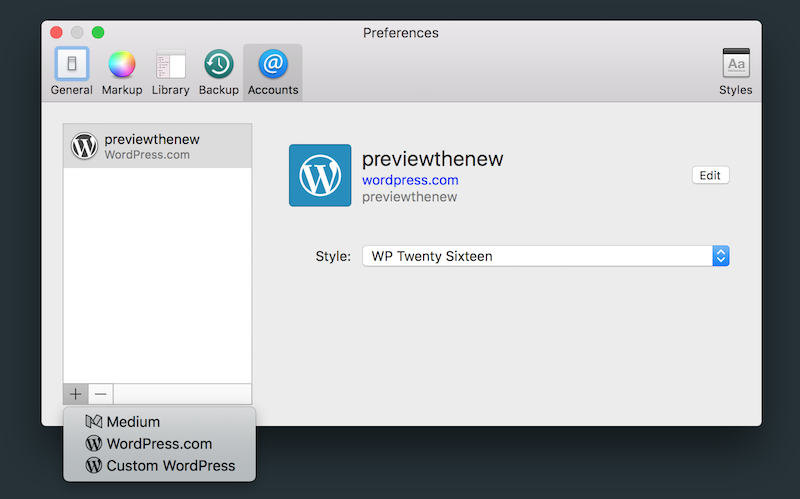 Preferences
General Markup Library Backup Accounts Styles
previewthenew
WordPress.com
previewthenew
wordpress.com
previewthenew
Edit
Style: WP Twenty Sixteen
Medium
WordPress.com
Custom WordPress